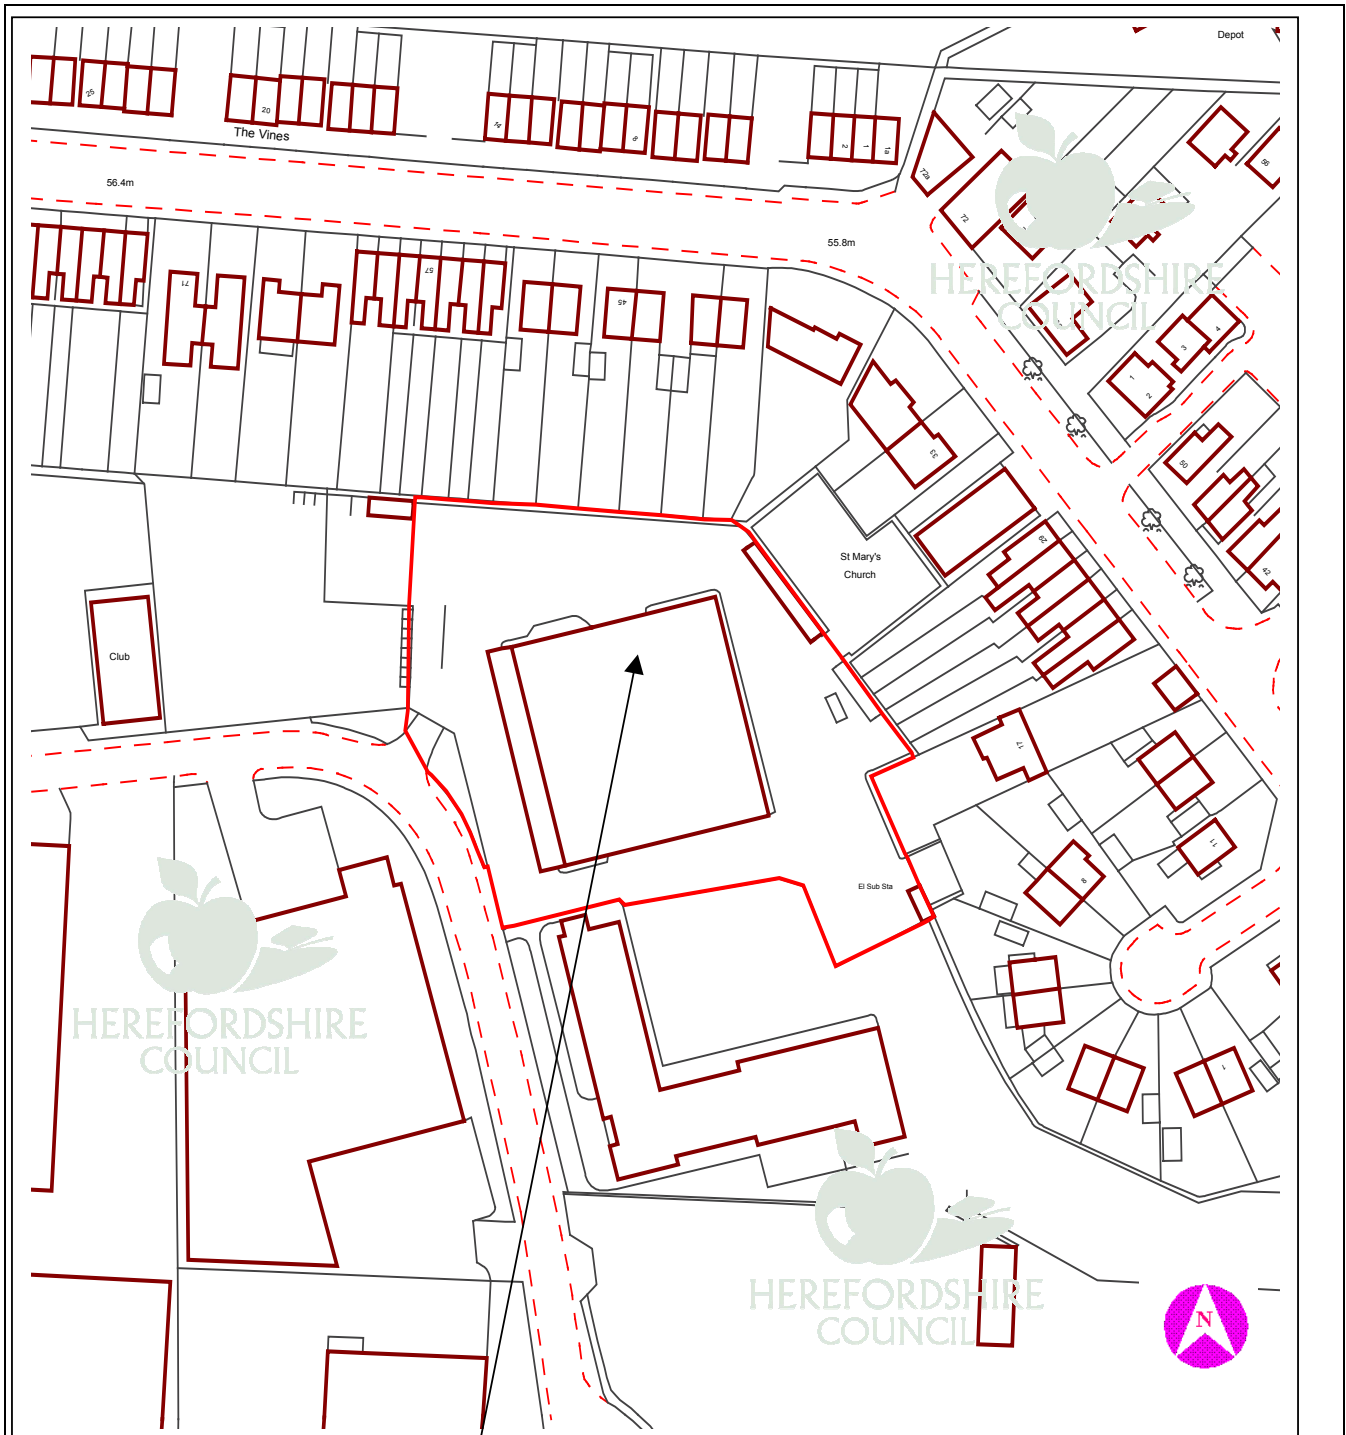 Depot
25
20
The Vines
14
8
2
1
1a
72a
72
56
56.4m
55.8m
71
57
45
33
HEREFORDSHIRE
COUNCIL
4
3
1
2
50
42
29
St Mary's
Church
Club
17
11
8
El Sub Sta
HEREFORDSHIRE
COUNCIL
1
HEREFORDSHIRE
COUNCIL
N